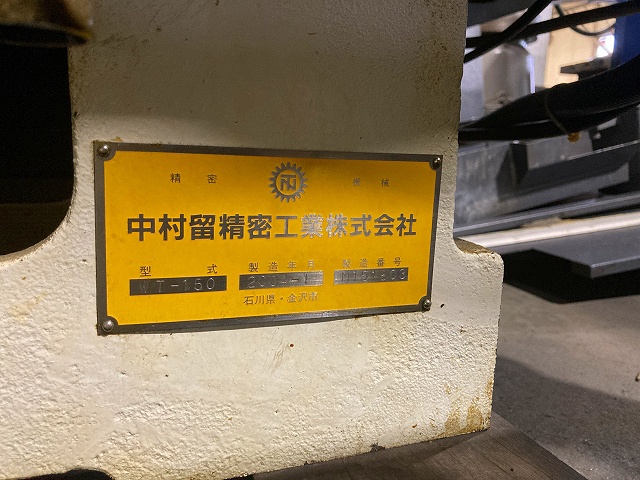 精密 機械
中村留精密工業株式会社
型式 製造年月 製造番号
WT-150
石川県・金沢市